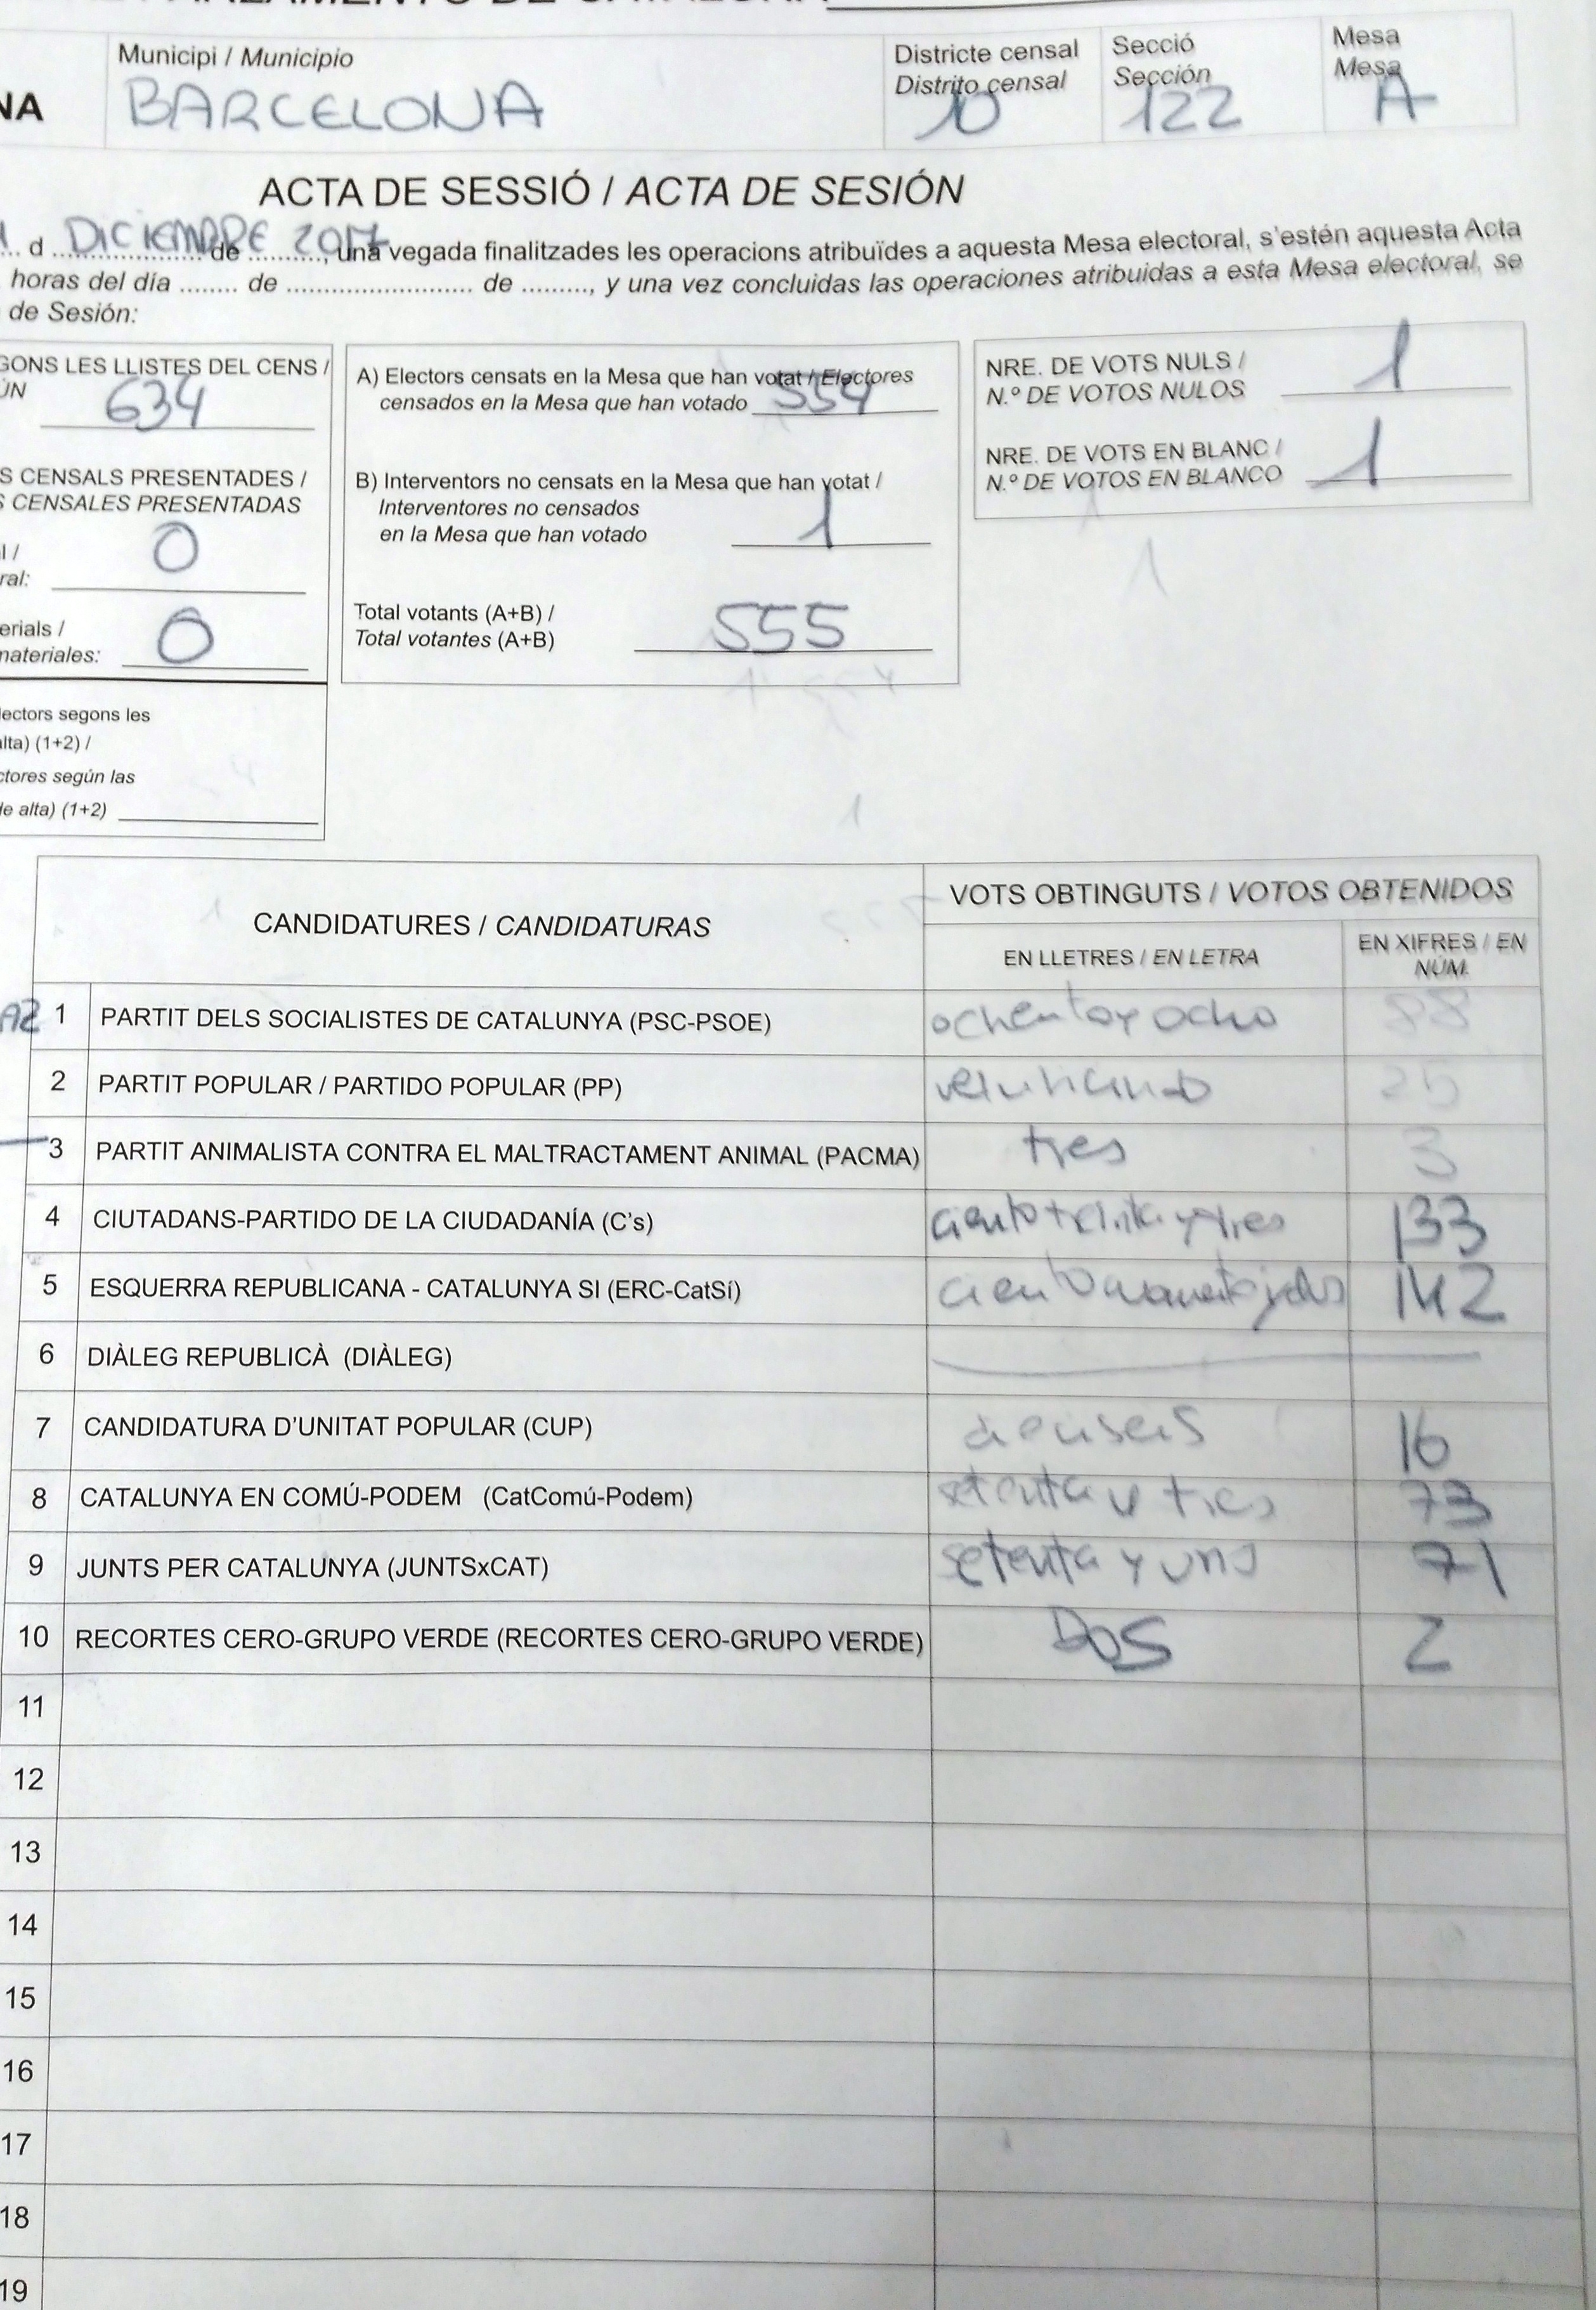 PARLAMENTO DE CATALUÑA
Municipi / Municipio
Districte censal
Secció
Mesa
Distrito censal
Sección
Mesa
NA
BARCELONA
10
122
A
ACTA DE SESSIÓ / ACTA DE SESIÓN
d DICIEMBRE de 2017, una vegada finalitzades les operacions atribuïdes a aquesta Mesa electoral, s'estén aquesta Acta
horas del día ........ de .......................... de ........., y una vez concluidas las operaciones atribuidas a esta Mesa electoral, se
de Sesión:
GONS LES LLISTES DEL CENS /
ÚN
634
S CENSALS PRESENTADES /
S CENSALES PRESENTADAS
l /
ral:
0
erials /
materiales:
0
lectors segons les
alta) (1+2) /
ctores según las
de alta) (1+2)
A) Electors censats en la Mesa que han votat / Electores
censados en la Mesa que han votado 554
B) Interventors no censats en la Mesa que han votat /
Interventores no censados
en la Mesa que han votado 1
Total votants (A+B) /
Total votantes (A+B) 555
NRE. DE VOTS NULS /
N.º DE VOTOS NULOS 1
NRE. DE VOTS EN BLANC /
N.º DE VOTOS EN BLANCO 1
CANDIDATURES / CANDIDATURAS
VOTS OBTINGUTS / VOTOS OBTENIDOS
EN LLETRES / EN LETRA
EN XIFRES / EN
NÚM.
1 PARTIT DELS SOCIALISTES DE CATALUNYA (PSC-PSOE) ochenta y ocho 88
2 PARTIT POPULAR / PARTIDO POPULAR (PP) 25
3 PARTIT ANIMALISTA CONTRA EL MALTRACTAMENT ANIMAL (PACMA) tres 3
4 CIUTADANS-PARTIDO DE LA CIUDADANÍA (C's) ciento treinta y tres 133
5 ESQUERRA REPUBLICANA - CATALUNYA SI (ERC-CatSí) ciento cuarenta y dos 142
6 DIÀLEG REPUBLICÀ (DIÀLEG)
7 CANDIDATURA D'UNITAT POPULAR (CUP) dieciseis 16
8 CATALUNYA EN COMÚ-PODEM (CatComú-Podem) setenta y tres 73
9 JUNTS PER CATALUNYA (JUNTSxCAT) setenta y uno 71
10 RECORTES CERO-GRUPO VERDE (RECORTES CERO-GRUPO VERDE) DOS 2
11
12
13
14
15
16
17
18
19